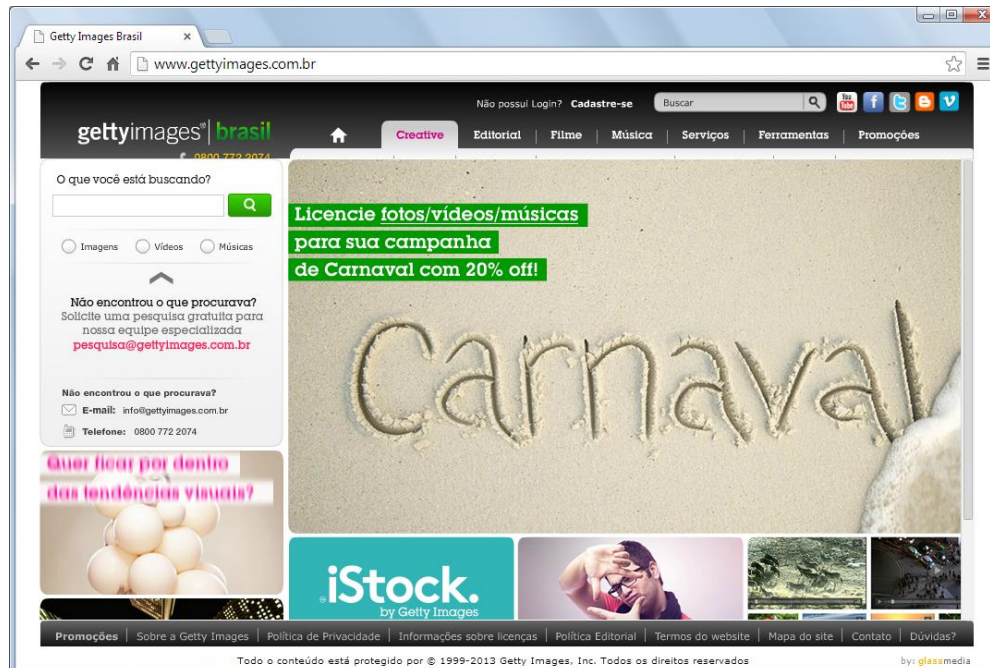 Getty Images Brasil
www.gettyimages.com.br
Não possui Login? Cadastre-se Buscar
You Tube
gettyimages® brasil
Creative Editorial Filme Música Serviços Ferramentas Promoções
0800 772 2074
O que você está buscando?
Imagens Vídeos Músicas
Não encontrou o que procurava?
Solicite uma pesquisa gratuita para
nossa equipe especializada
pesquisa@gettyimages.com.br
Não encontrou o que procurava?
E-mail: info@gettyimages.com.br
Telefone: 0800 772 2074
Licencie fotos/vídeos/músicas
para sua campanha
de Carnaval com 20% off!
Carnaval
Quer ficar por dentro
das tendências visuais?
iStock.
by Getty Images
Promoções Sobre a Getty Images Política de Privacidade Informações sobre licenças Política Editorial Termos do website Mapa do site Contato Dúvidas?
Todo o conteúdo está protegido por © 1999-2013 Getty Images, Inc. Todos os direitos reservados
by: glassmedia